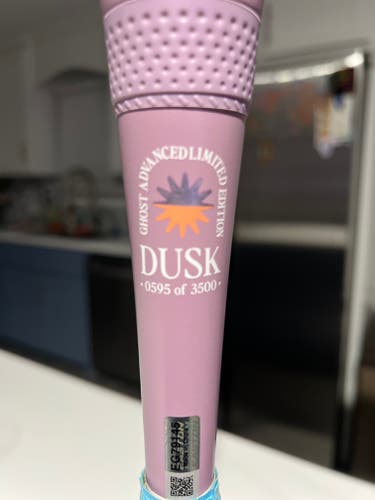 GHOST ADVANCED LIMITED EDITION
DUSK
·0595 of 3500·